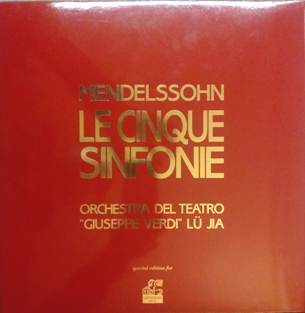 MENDELSSOHN
LE CINQUE
SINFONIE
ORCHESTRA DEL TEATRO
"GIUSEPPE VERDI" LÜ JIA
special edition for